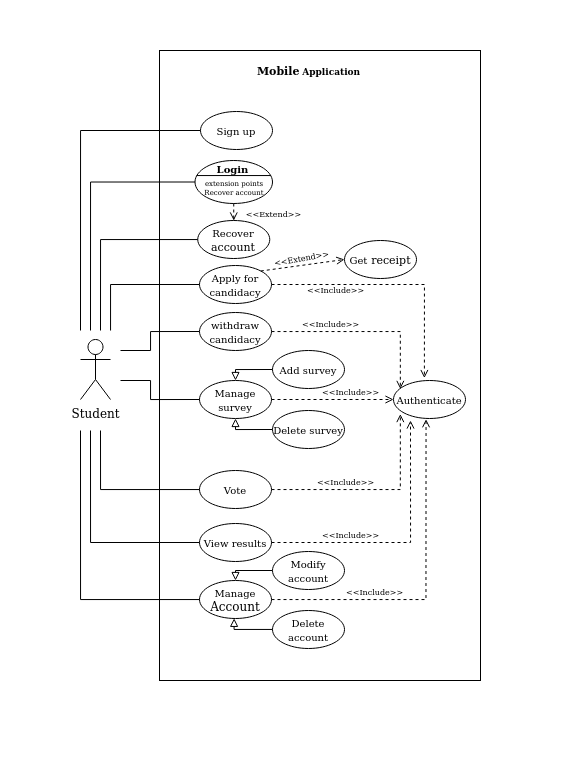 Mobile Application
Sign up
Login
extension points
Recover account
<<Extend>>
Recover
account
<<Extend>>
Get receipt
Apply for
candidacy
<<Include>>
withdraw
candidacy
<<Include>>
Add survey
Manage
survey
<<Include>>
Authenticate
Student
Delete survey
Vote
<<Include>>
View results
<<Include>>
Modify
account
Manage
Account
<<Include>>
Delete
account